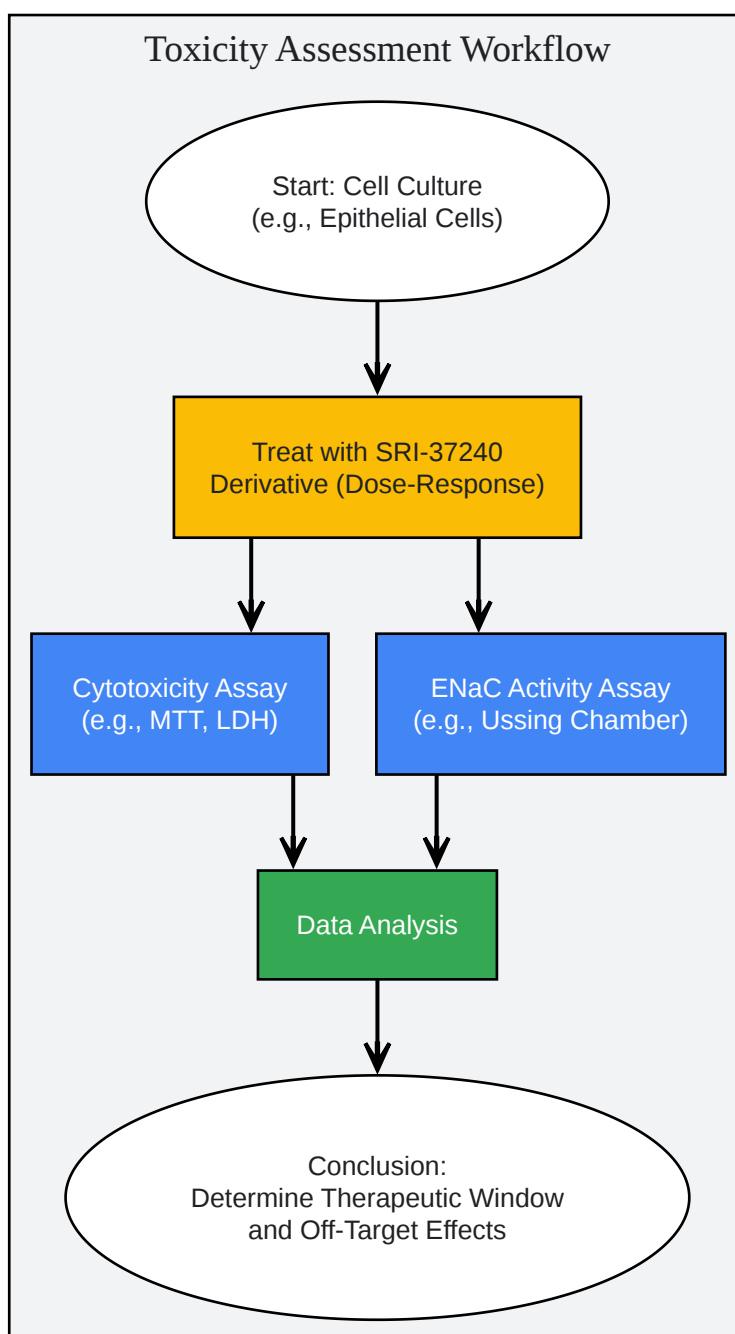 Toxicity Assessment Workflow
Start: Cell Culture
(e.g., Epithelial Cells)
Treat with SRI-37240
Derivative (Dose-Response)
Cytotoxicity Assay
(e.g., MTT, LDH)
ENaC Activity Assay
(e.g., Ussing Chamber)
Data Analysis
Conclusion:
Determine Therapeutic Window
and Off-Target Effects